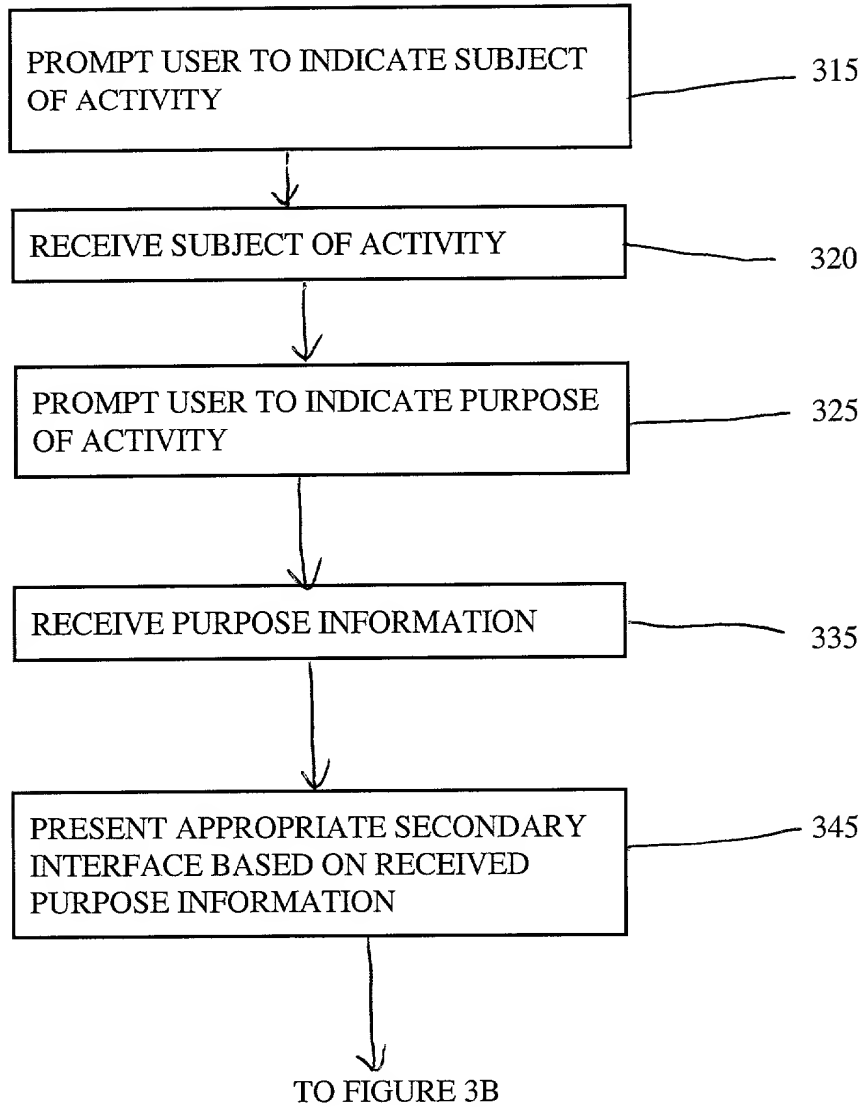 PROMPT USER TO INDICATE SUBJECT
OF ACTIVITY
315
RECEIVE SUBJECT OF ACTIVITY
320
PROMPT USER TO INDICATE PURPOSE
OF ACTIVITY
325
RECEIVE PURPOSE INFORMATION
335
PRESENT APPROPRIATE SECONDARY
INTERFACE BASED ON RECEIVED
PURPOSE INFORMATION
345
TO FIGURE 3B